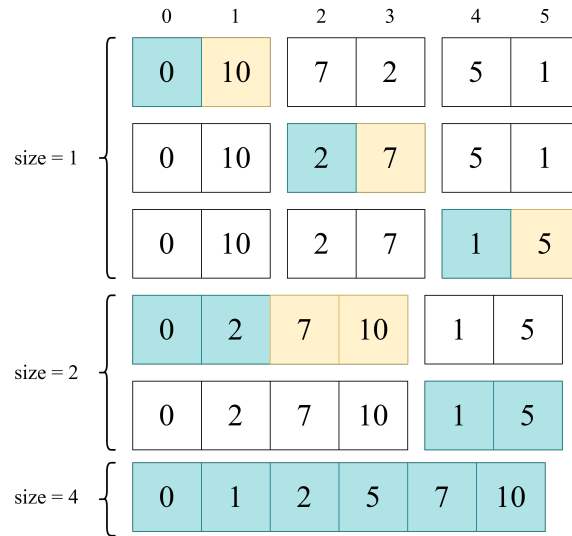 0 1 2 3 4 5
0 10 7 2 5 1
size = 1 0 10 2 7 5 1
0 10 2 7 1 5
0 2 7 10 1 5
size = 2
0 2 7 10 1 5
size = 4 0 1 2 5 7 10